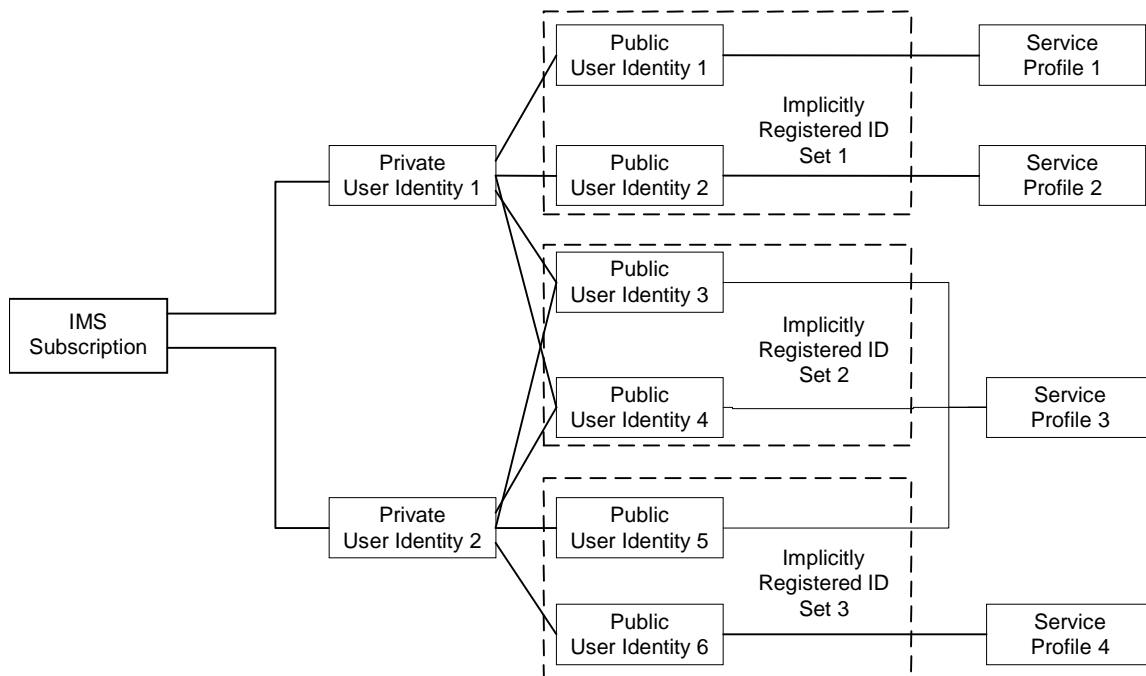 IMS
Subscription
Private
User Identity 1
Private
User Identity 2
Public
User Identity 1
Public
User Identity 2
Implicitly
Registered ID
Set 1
Public
User Identity 3
Public
User Identity 4
Implicitly
Registered ID
Set 2
Public
User Identity 5
Public
User Identity 6
Implicitly
Registered ID
Set 3
Service
Profile 1
Service
Profile 2
Service
Profile 3
Service
Profile 4